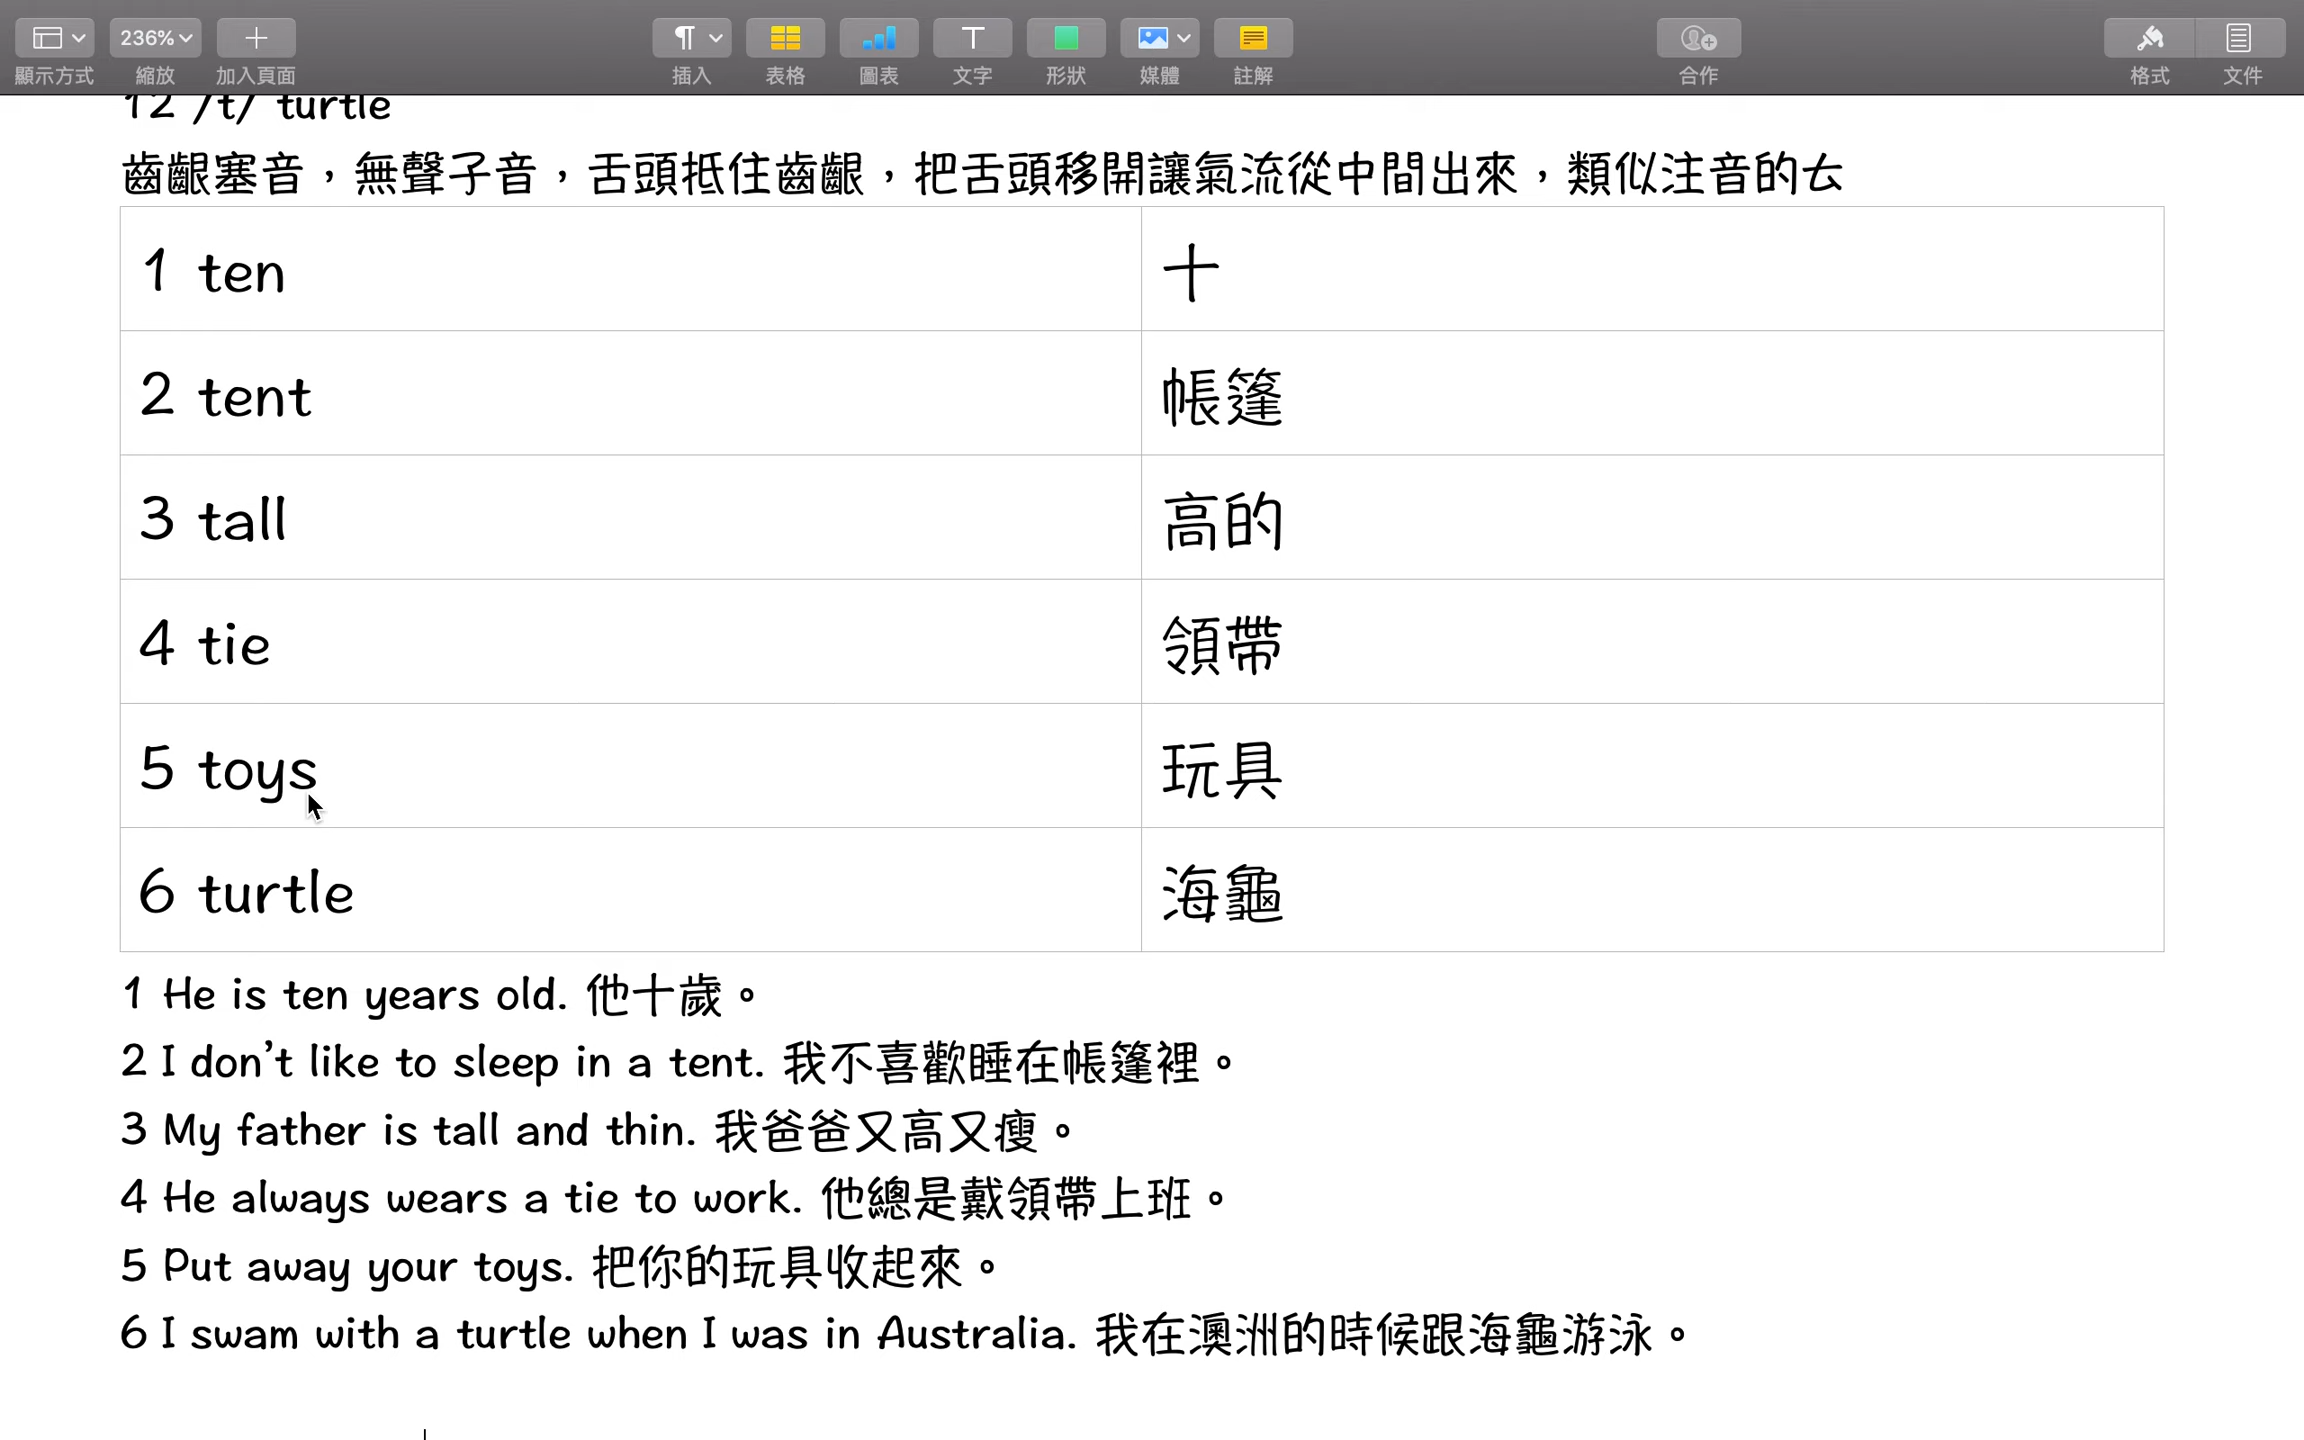 236%
顯示方式 縮放 加入頁面 插入 表格 圖表 文字 形狀 媒體 註解 合作 格式 文件
12 /t/ turtle
齒齦塞音，無聲子音，舌頭抵住齒齦，把舌頭移開讓氣流從中間出來，類似注音的ㄊ
1 ten 十
2 tent 帳篷
3 tall 高的
4 tie 領帶
5 toys 玩具
6 turtle 海龜
1 He is ten years old. 他十歲。
2 I don’t like to sleep in a tent. 我不喜歡睡在帳篷裡。
3 My father is tall and thin. 我爸爸又高又瘦。
4 He always wears a tie to work. 他總是戴領帶上班。
5 Put away your toys. 把你的玩具收起來。
6 I swam with a turtle when I was in Australia. 我在澳洲的時候跟海龜游泳。